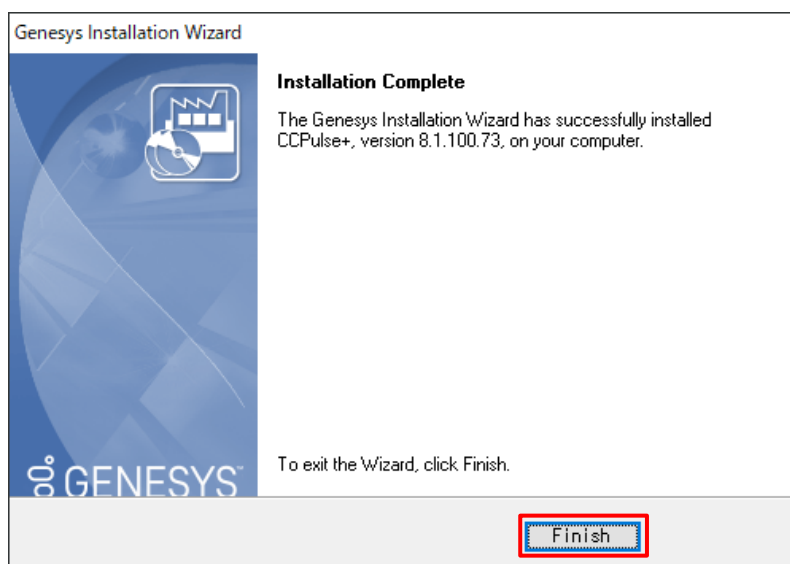 Genesys Installation Wizard
Installation Complete
The Genesys Installation Wizard has successfully installed
CCPulse+, version 8.1.100.73, on your computer.
To exit the Wizard, click Finish.
GENESYS™
Finish